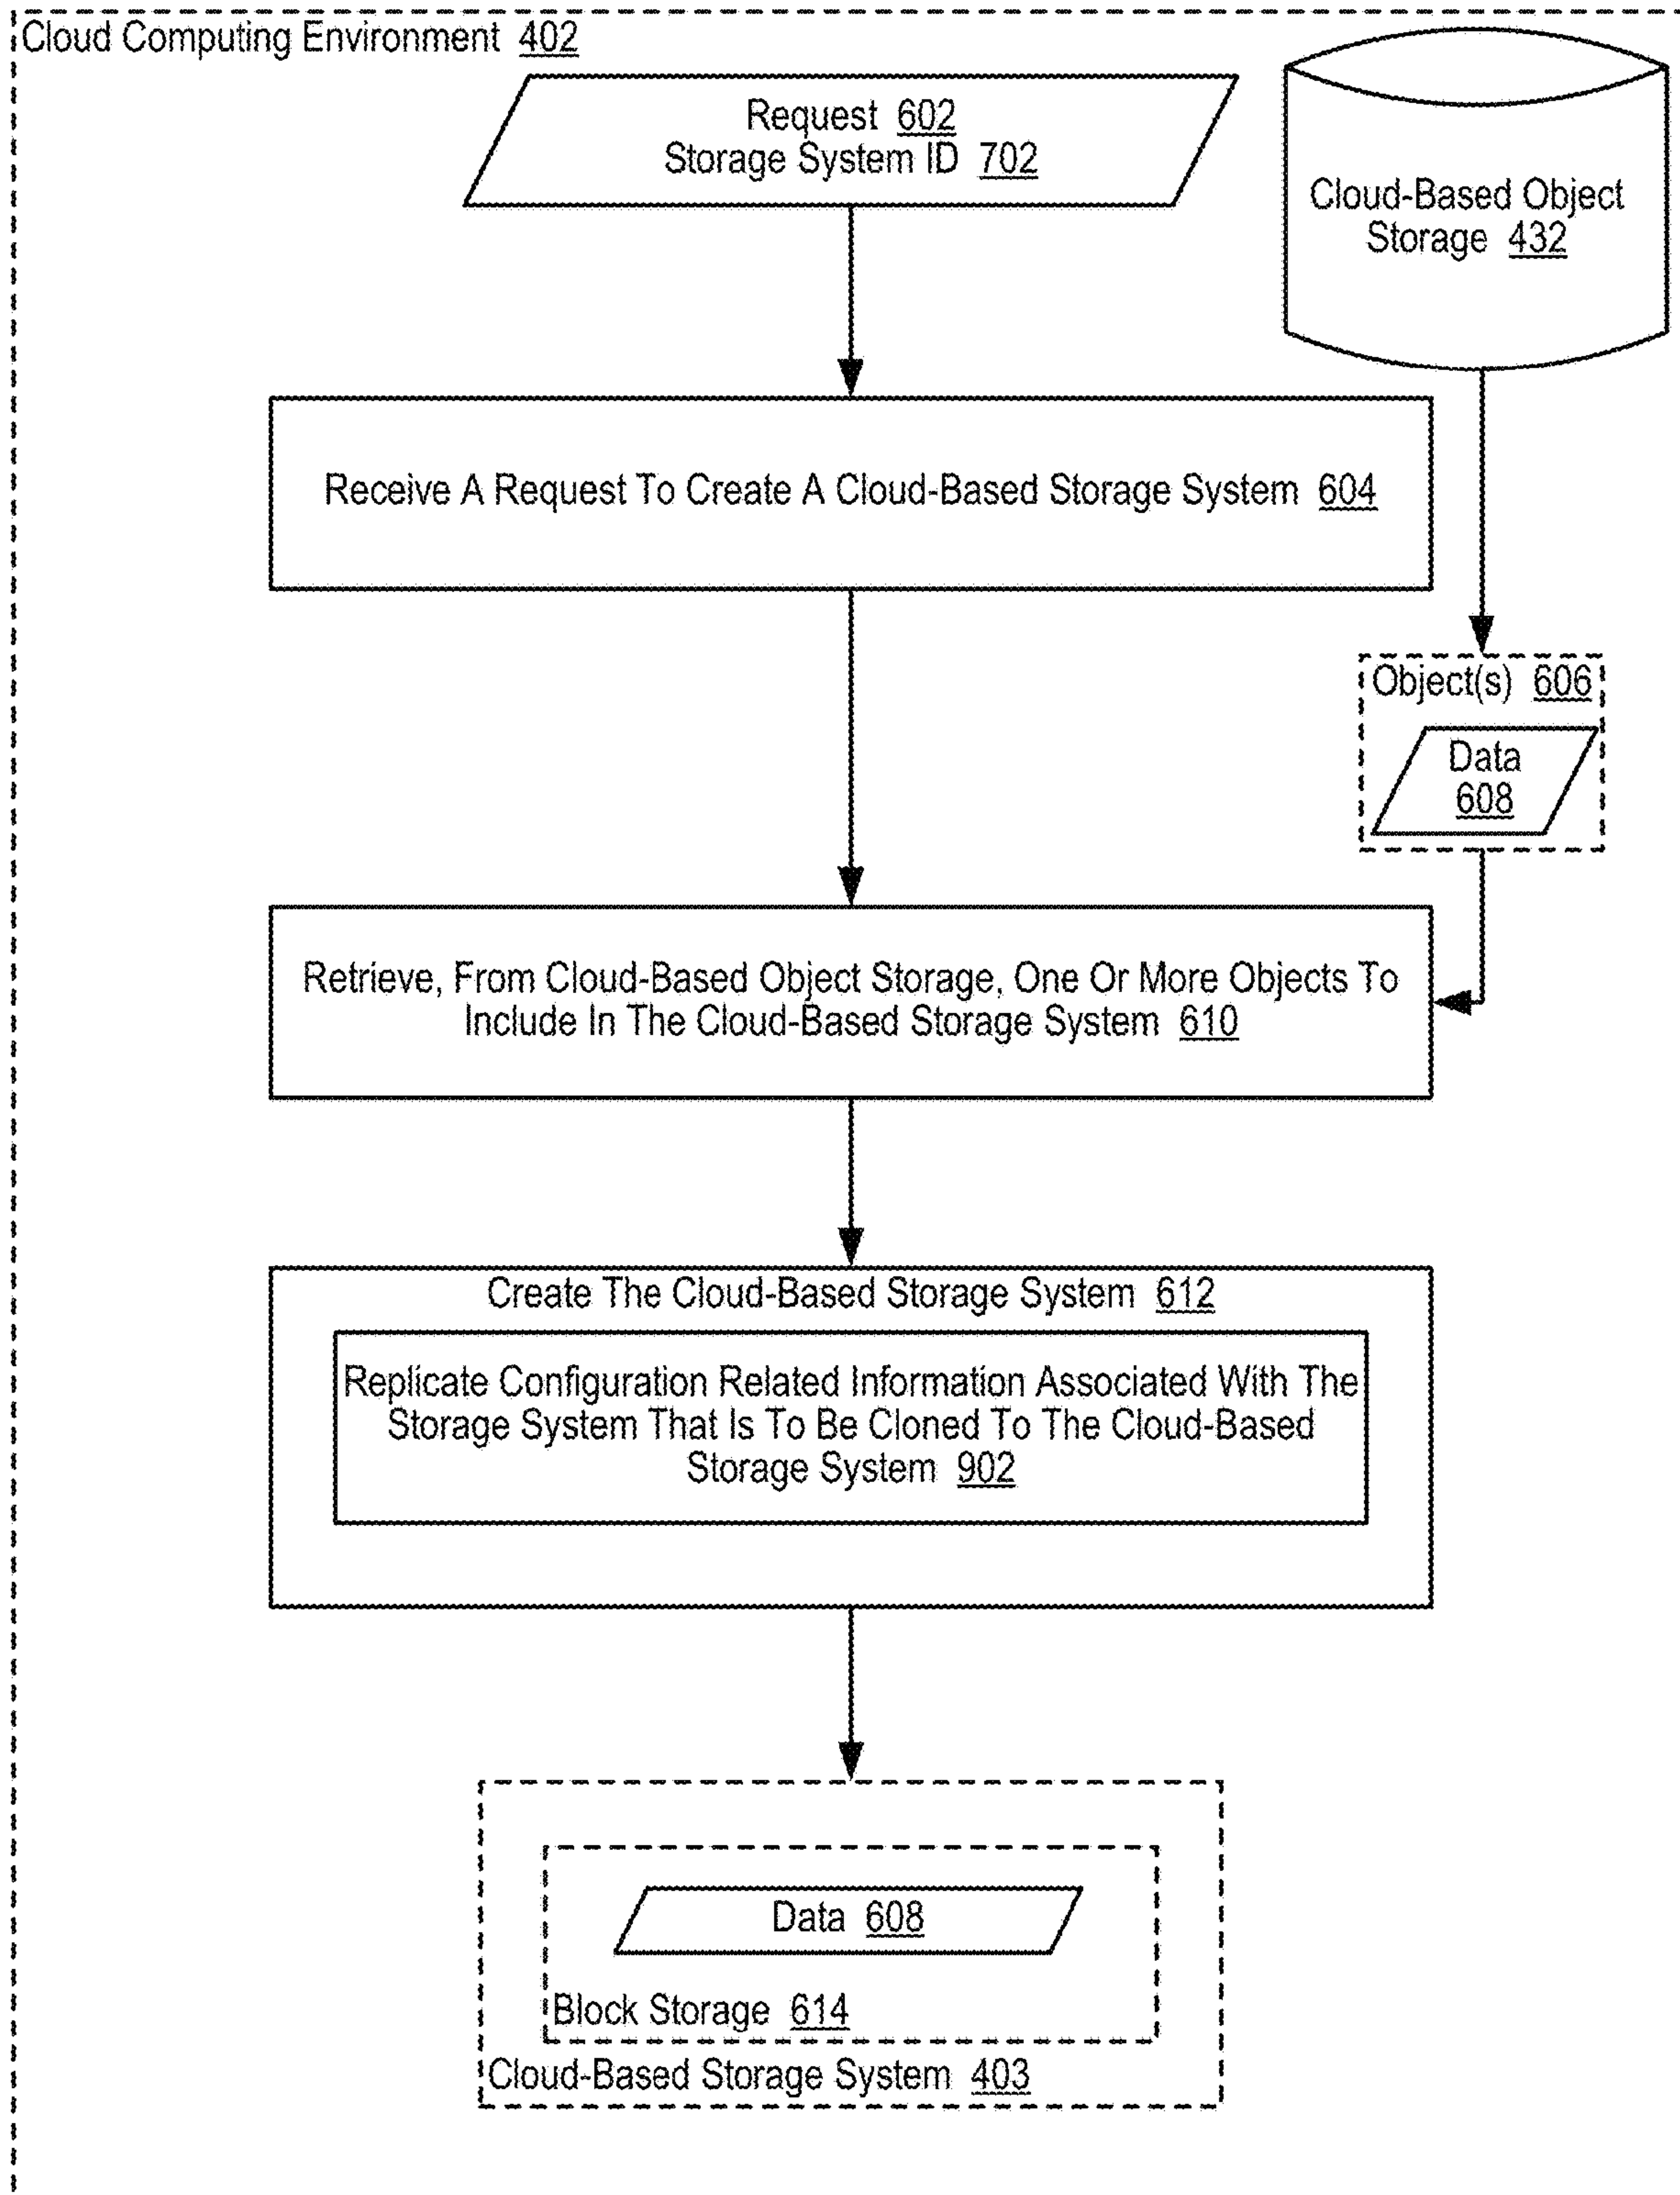 Cloud Computing Environment 402
Request 602
Storage System ID 702
Cloud-Based Object
Storage 432
Receive A Request To Create A Cloud-Based Storage System 604
Object(s) 606
Data
608
Retrieve, From Cloud-Based Object Storage, One Or More Objects To
Include In The Cloud-Based Storage System 610
Create The Cloud-Based Storage System 612
Replicate Configuration Related Information Associated With The
Storage System That Is To Be Cloned To The Cloud-Based
Storage System 902
Data 608
Block Storage 614
Cloud-Based Storage System 403